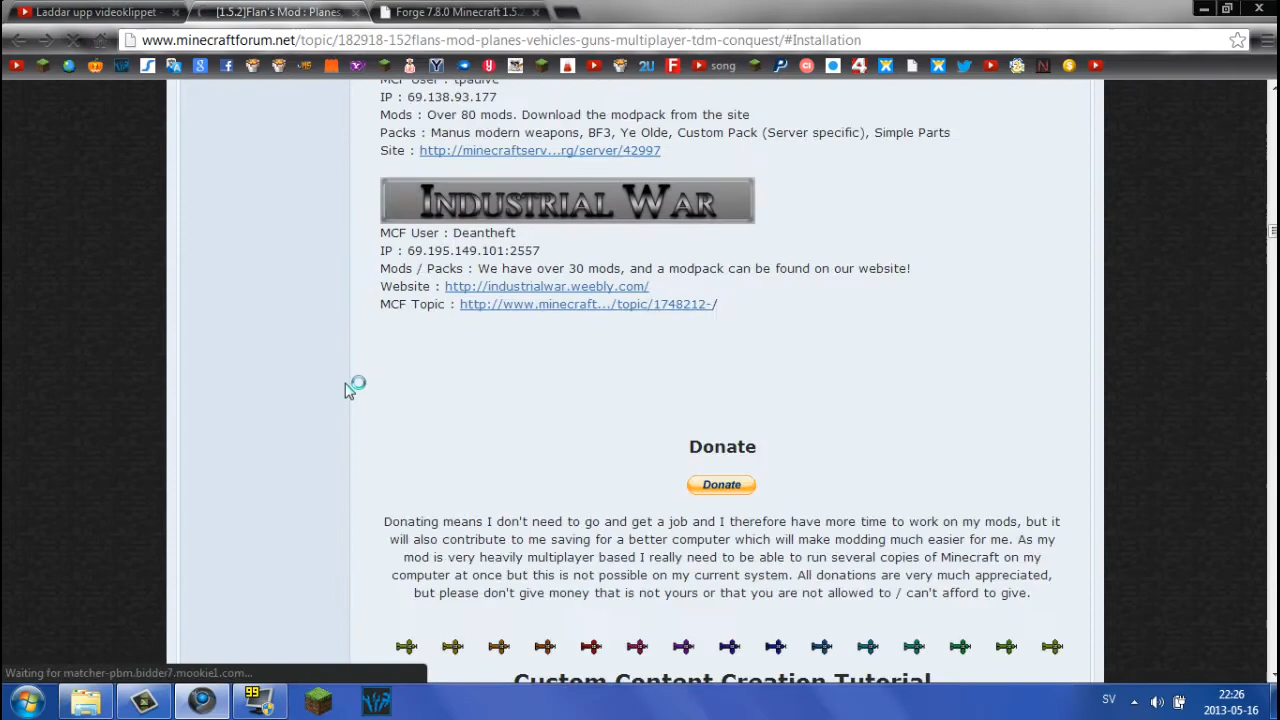 Laddar upp videoklippet -
[1.5.2]Flan's Mod : Planes
Forge 7.8.0 Minecraft 1.5...
www.minecraftforum.net/topic/182918-152flans-mod-planes-vehicles-guns-multiplayer-tdm-conquest/#Installation
2U
song
MCF User : tpadivc
IP : 69.138.93.177
Mods : Over 80 mods. Download the modpack from the site
Packs : Manus modern weapons, BF3, Ye Olde, Custom Pack (Server specific), Simple Parts
Site : http://minecraftserv...rg/server/42997
INDUSTRIAL WAR
MCF User : Deantheft
IP : 69.195.149.101:2557
Mods / Packs : We have over 30 mods, and a modpack can be found on our website!
Website : http://industrialwar.weebly.com/
MCF Topic : http://www.minecraft.../topic/1748212-/
Donate
Donate
Donating means I don't need to go and get a job and I therefore have more time to work on my mods, but it
will also contribute to me saving for a better computer which will make modding much easier for me. As my
mod is very heavily multiplayer based I really need to be able to run several copies of Minecraft on my
computer at once but this is not possible on my current system. All donations are very much appreciated,
but please don't give money that is not yours or that you are not allowed to / can't afford to give.
Custom Content Creation Tutorial
Waiting for matcher-pbm.bidder7.mookie1.com...
99
SV
22:26
2013-05-16